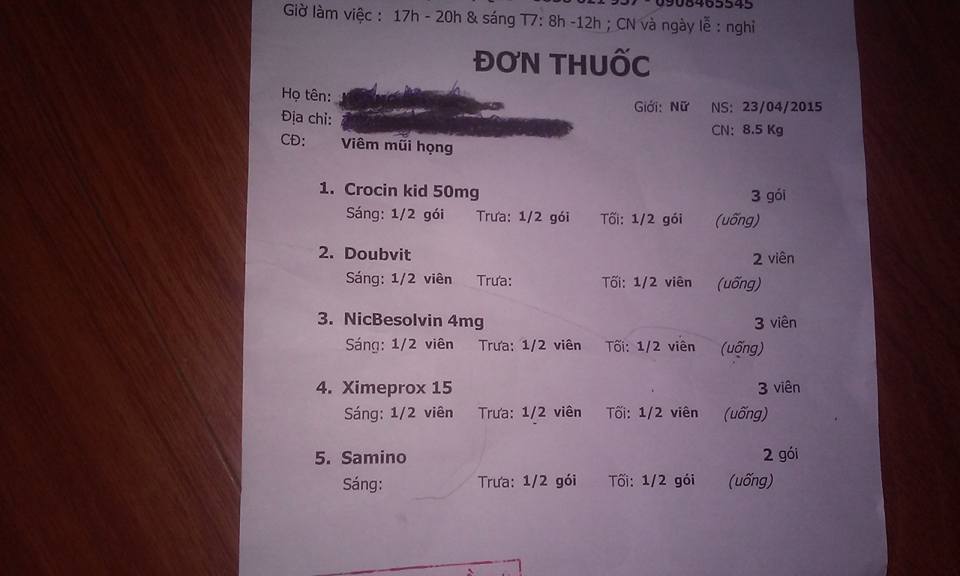 0908465545
Giờ làm việc : 17h - 20h & sáng T7: 8h -12h ; CN và ngày lễ : nghỉ
ĐƠN THUỐC
Họ tên: Giới: Nữ NS: 23/04/2015
Địa chỉ: CN: 8.5 Kg
CĐ: Viêm mũi họng
1. Crocin kid 50mg 3 gói
Sáng: 1/2 gói Trưa: 1/2 gói Tối: 1/2 gói (uống)
2. Doubvit 2 viên
Sáng: 1/2 viên Trưa: Tối: 1/2 viên (uống)
3. NicBesolvin 4mg 3 viên
Sáng: 1/2 viên Trưa: 1/2 viên Tối: 1/2 viên (uống)
4. Ximeprox 15 3 viên
Sáng: 1/2 viên Trưa: 1/2 viên Tối: 1/2 viên (uống)
5. Samino 2 gói
Sáng: Trưa: 1/2 gói Tối: 1/2 gói (uống)